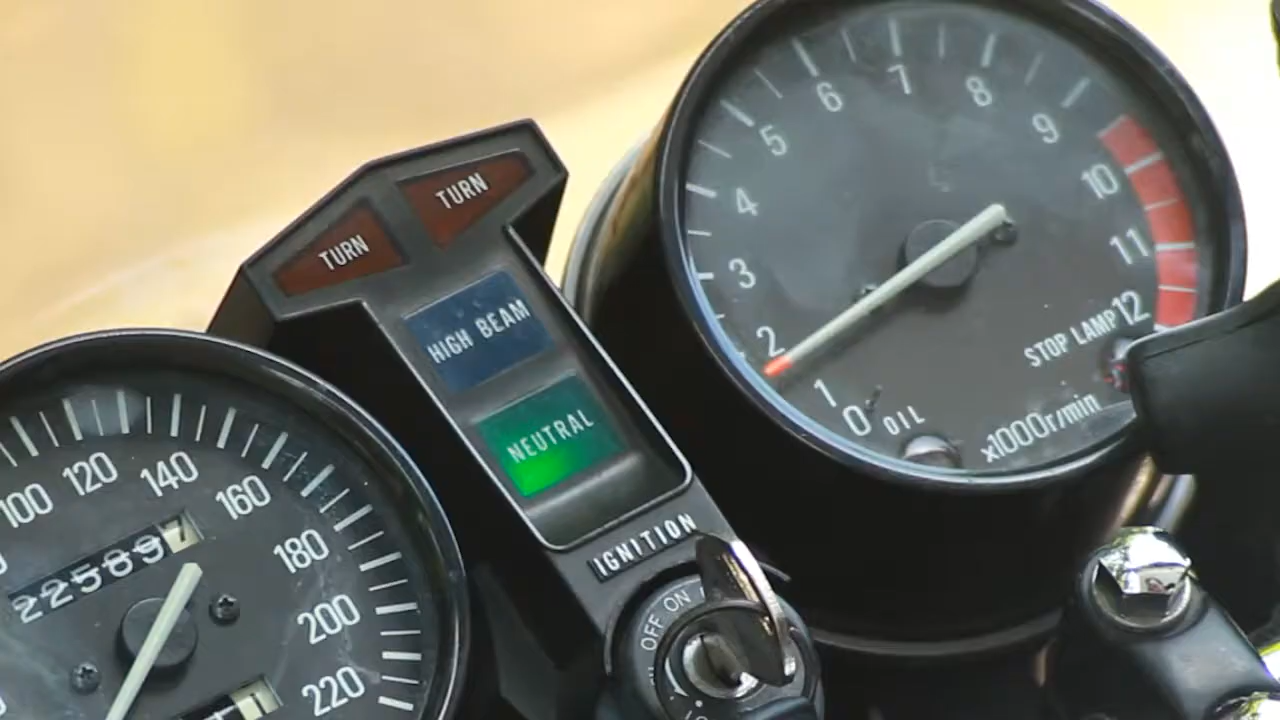 TURN
TURN
HIGH BEAM
NEUTRAL
IGNITION
OFF
ON
100
120
140
160
180
200
220
225897
0
1
2
3
4
5
6
7
8
9
10
11
12
STOP LAMP
OIL
x1000r/min